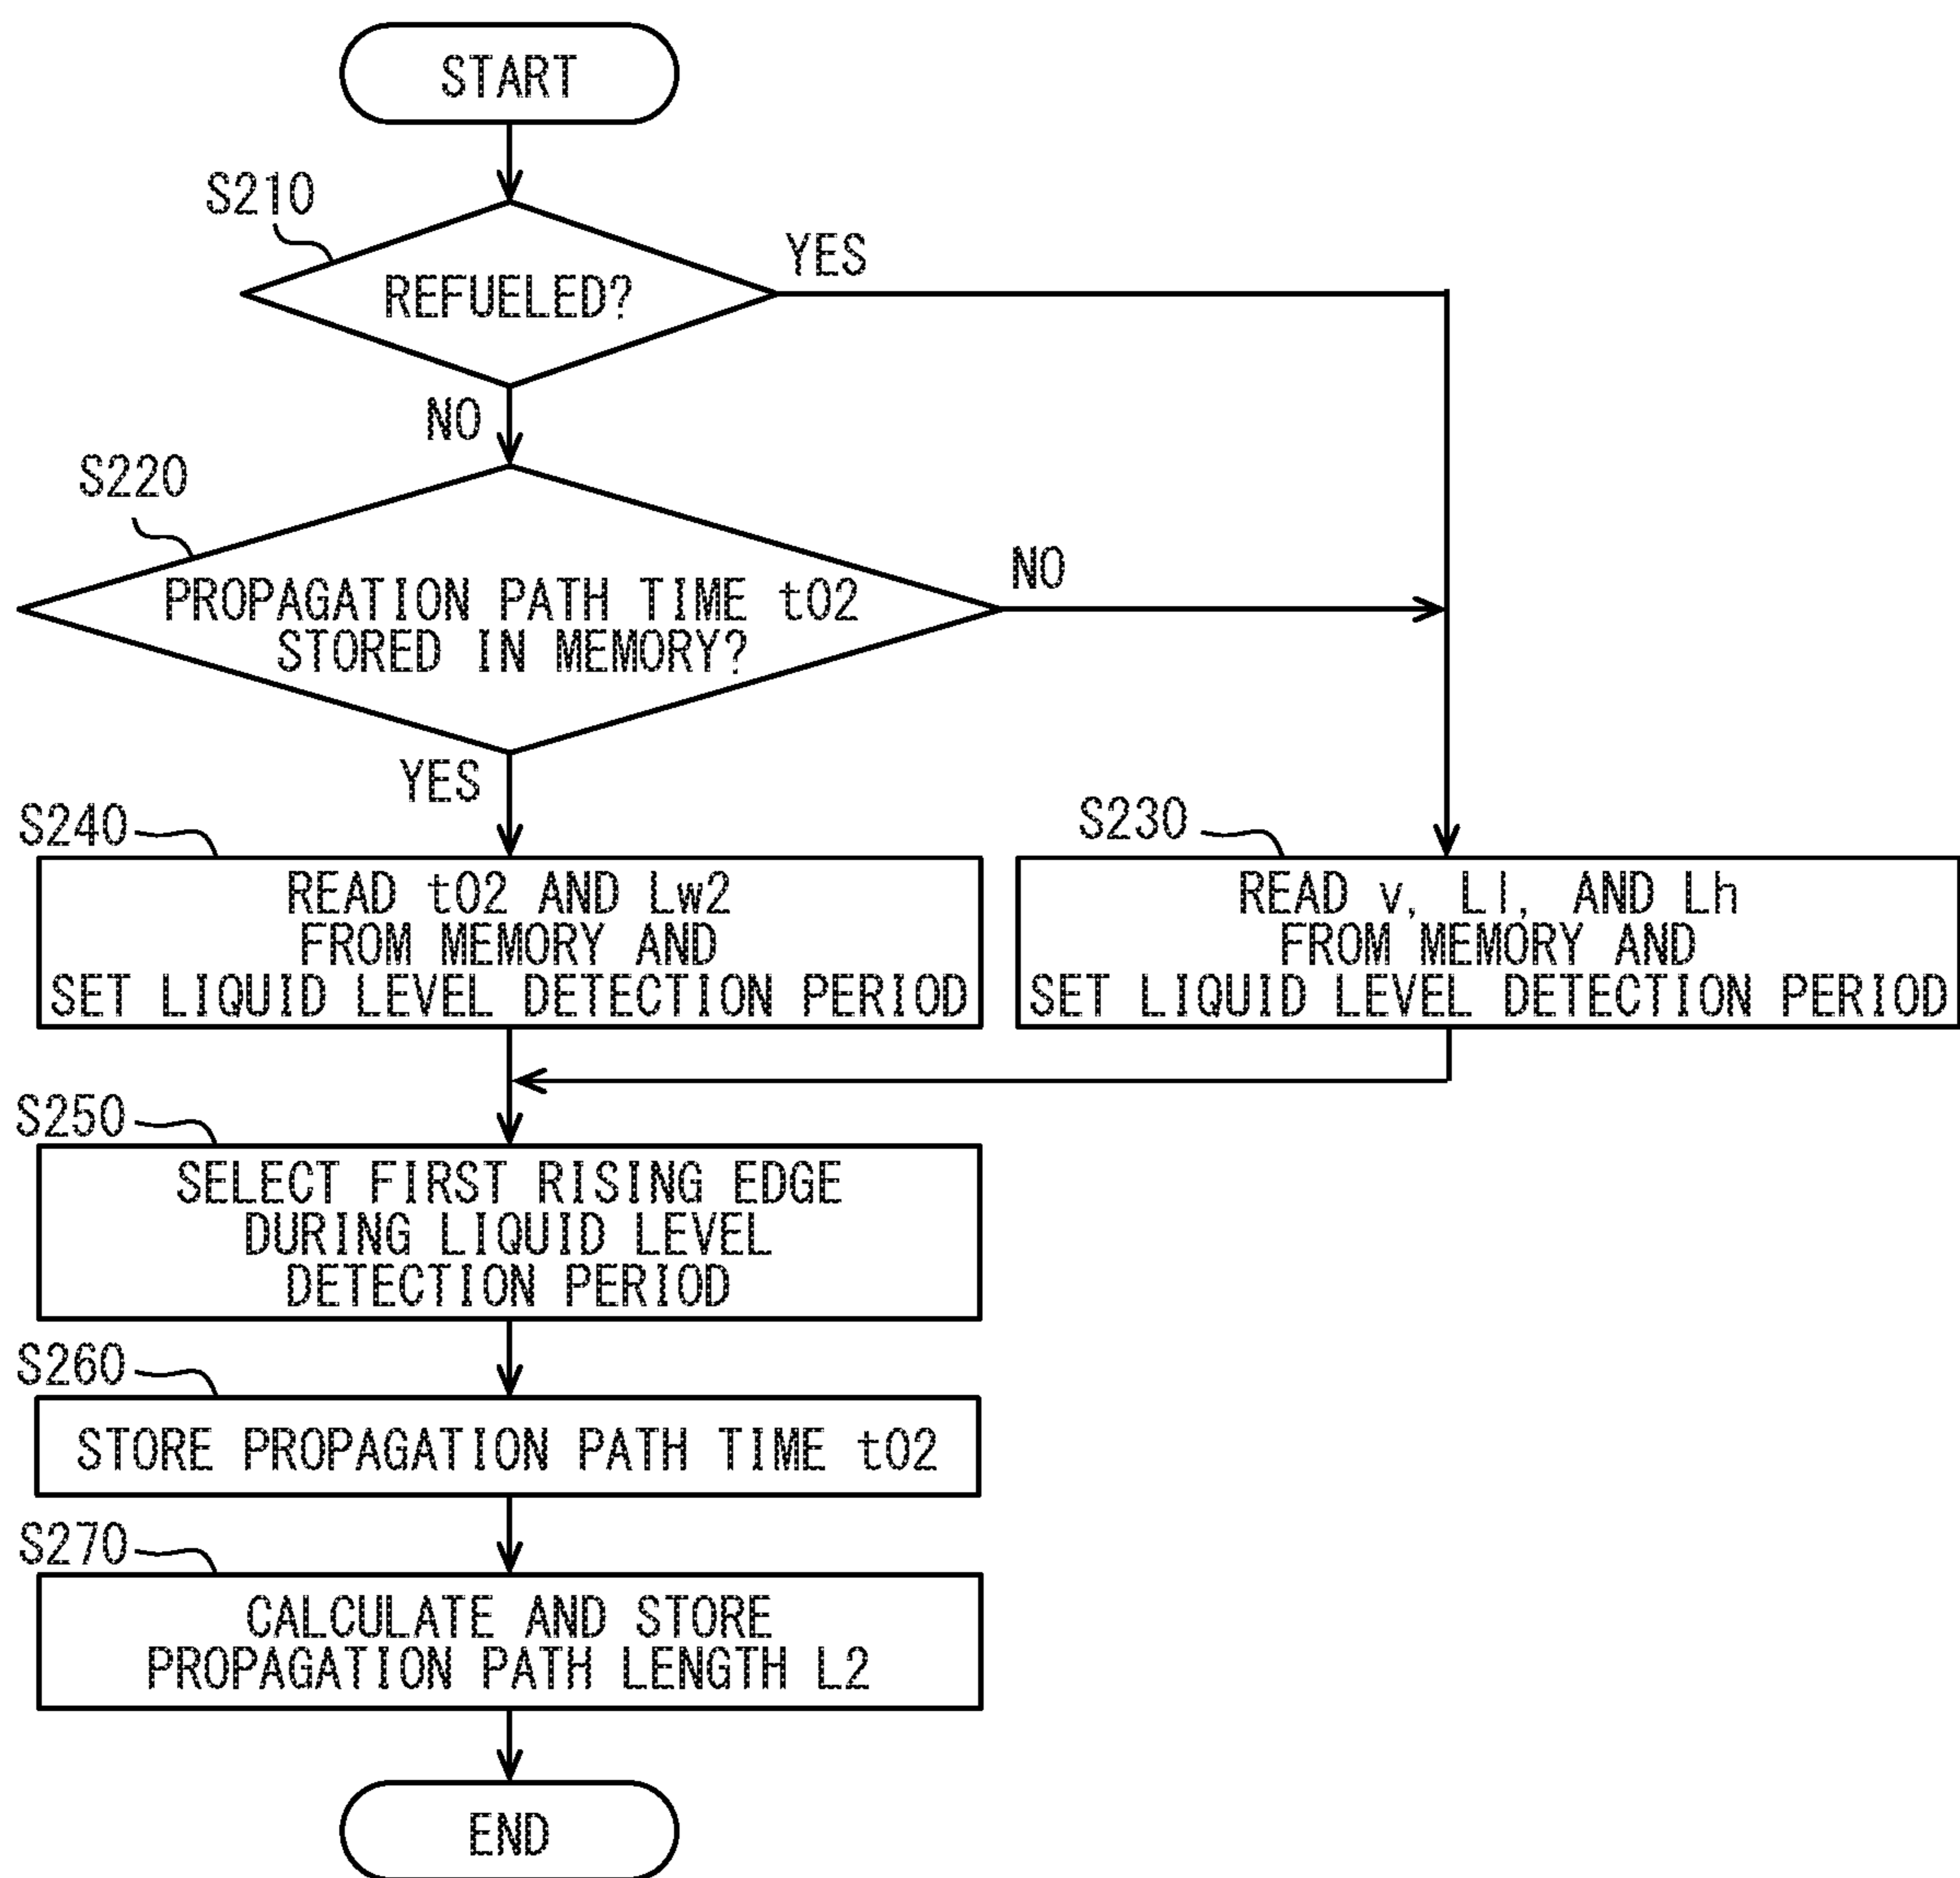 START
S210
REFUELED?
YES
NO
S220
PROPAGATION PATH TIME t02
STORED IN MEMORY?
NO
YES
S240
READ t02 AND Lw2
FROM MEMORY AND
SET LIQUID LEVEL DETECTION PERIOD
S230
READ v, Ll, AND Lh
FROM MEMORY AND
SET LIQUID LEVEL DETECTION PERIOD
S250
SELECT FIRST RISING EDGE
DURING LIQUID LEVEL
DETECTION PERIOD
S260
STORE PROPAGATION PATH TIME t02
S270
CALCULATE AND STORE
PROPAGATION PATH LENGTH L2
END